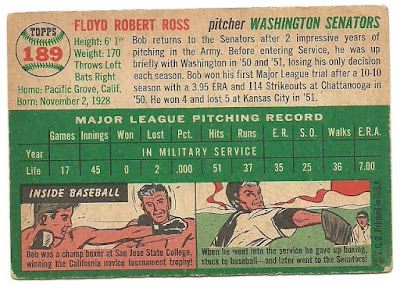 TOPPS
189
FLOYD ROBERT ROSS pitcher WASHINGTON SENATORS
Height: 6' 1"
Weight: 170
Throws Left
Bats Right
Home: Pacific Grove, Calif.
Born: November 2, 1928
Bob returns to the Senators after 2 impressive years of
pitching in the Army. Before entering Service, he was up
briefly with Washington in '50 and '51, losing his only decision
each season. Bob won his first Major League trial after a 10-10
season with a 3.95 ERA and 114 Strikeouts at Chattanooga
in '50. He won 4 and lost 5 at Kansas City in '51.
MAJOR LEAGUE PITCHING RECORD
Games Innings Won Lost Pct. Hits Runs E.R. S.O. Walks E.R.A.
Year IN MILITARY SERVICE
Life 17 45 0 2 .000 51 37 35 25 36 7.00
INSIDE BASEBALL
Bob was a champ boxer at San Jose State College,
winning the California novice tournament trophy!
When he went into the service he gave up boxing,
stuck to baseball—and later went to the Senators!
T.C.G. Printed in U.S.A.